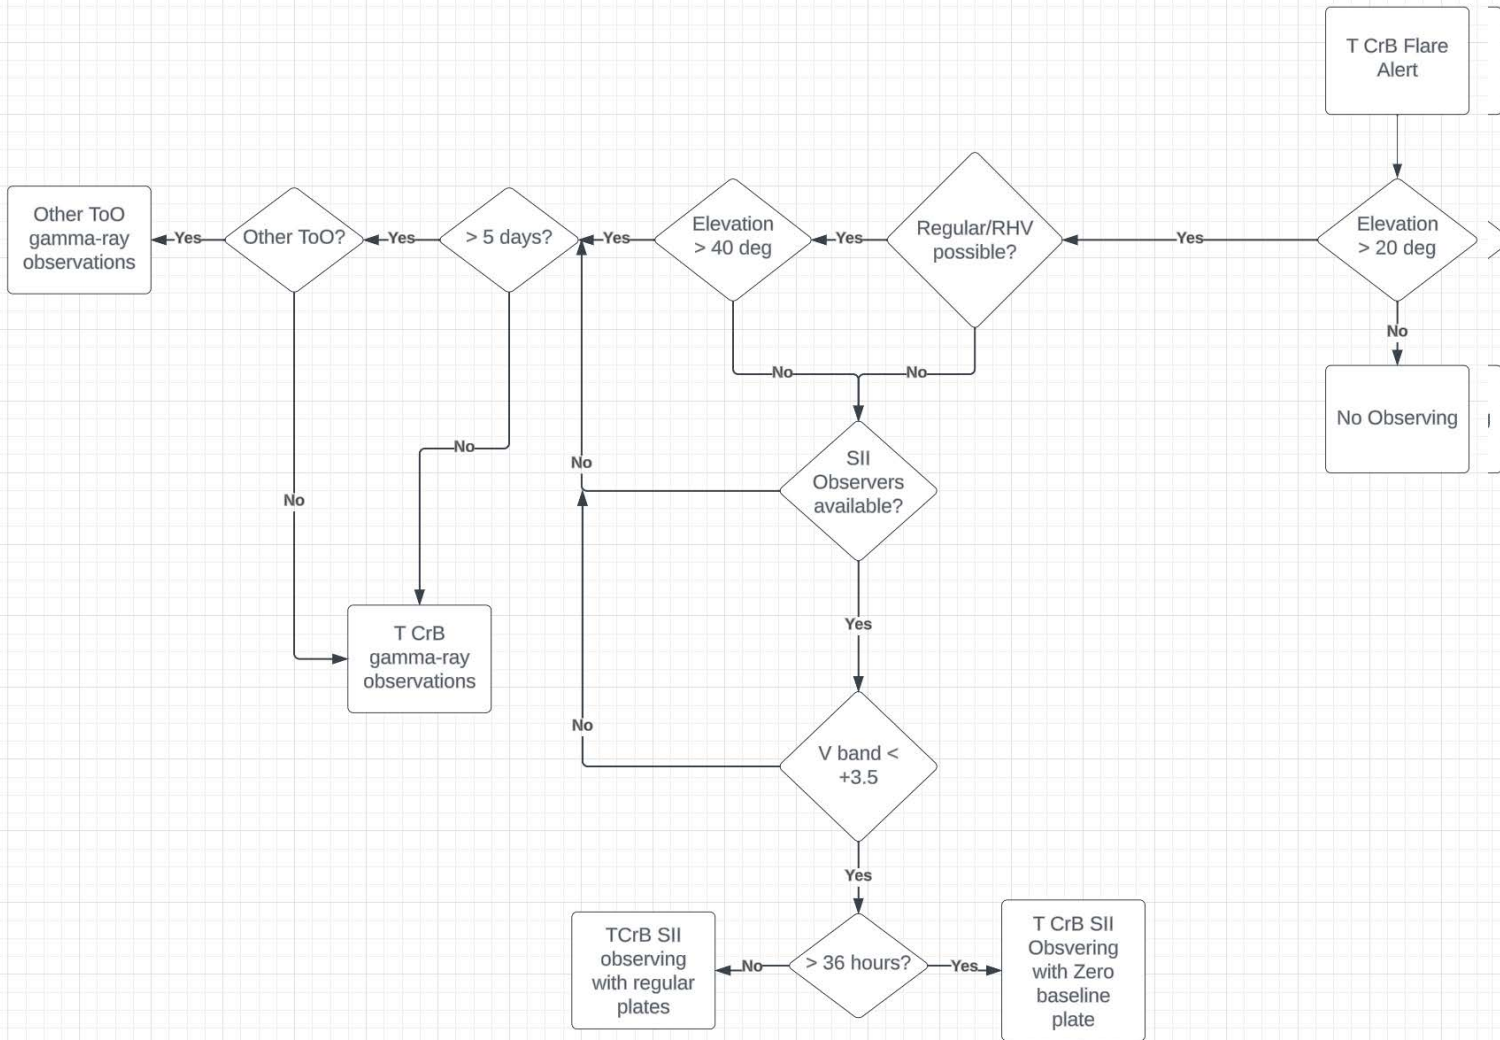 T CrB Flare
Alert
Elevation
> 20 deg
Yes
No
No Observing
Regular/RHV
possible?
Yes
No
Elevation
> 40 deg
Yes
No
> 5 days?
Yes
No
Other ToO?
Yes
No
Other ToO
gamma-ray
observations
T CrB
gamma-ray
observations
SII
Observers
available?
No
Yes
V band <
+3.5
No
Yes
> 36 hours?
No
Yes
TCrB SII
observing
with regular
plates
T CrB SII
Obsvering
with Zero
baseline
plate